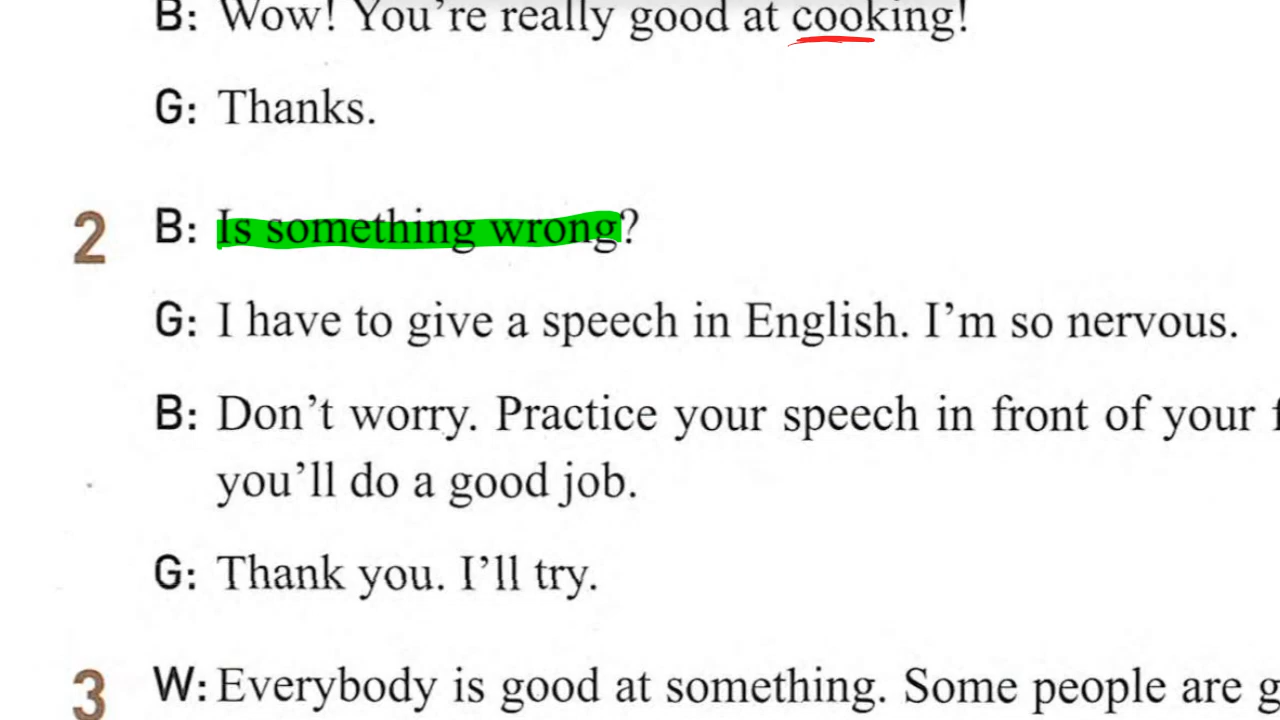 B: Wow! You're really good at cooking!
G: Thanks.
2 B: Is something wrong?
G: I have to give a speech in English. I'm so nervous.
B: Don't worry. Practice your speech in front of your
you'll do a good job.
G: Thank you. I'll try.
3 W: Everybody is good at something. Some people are